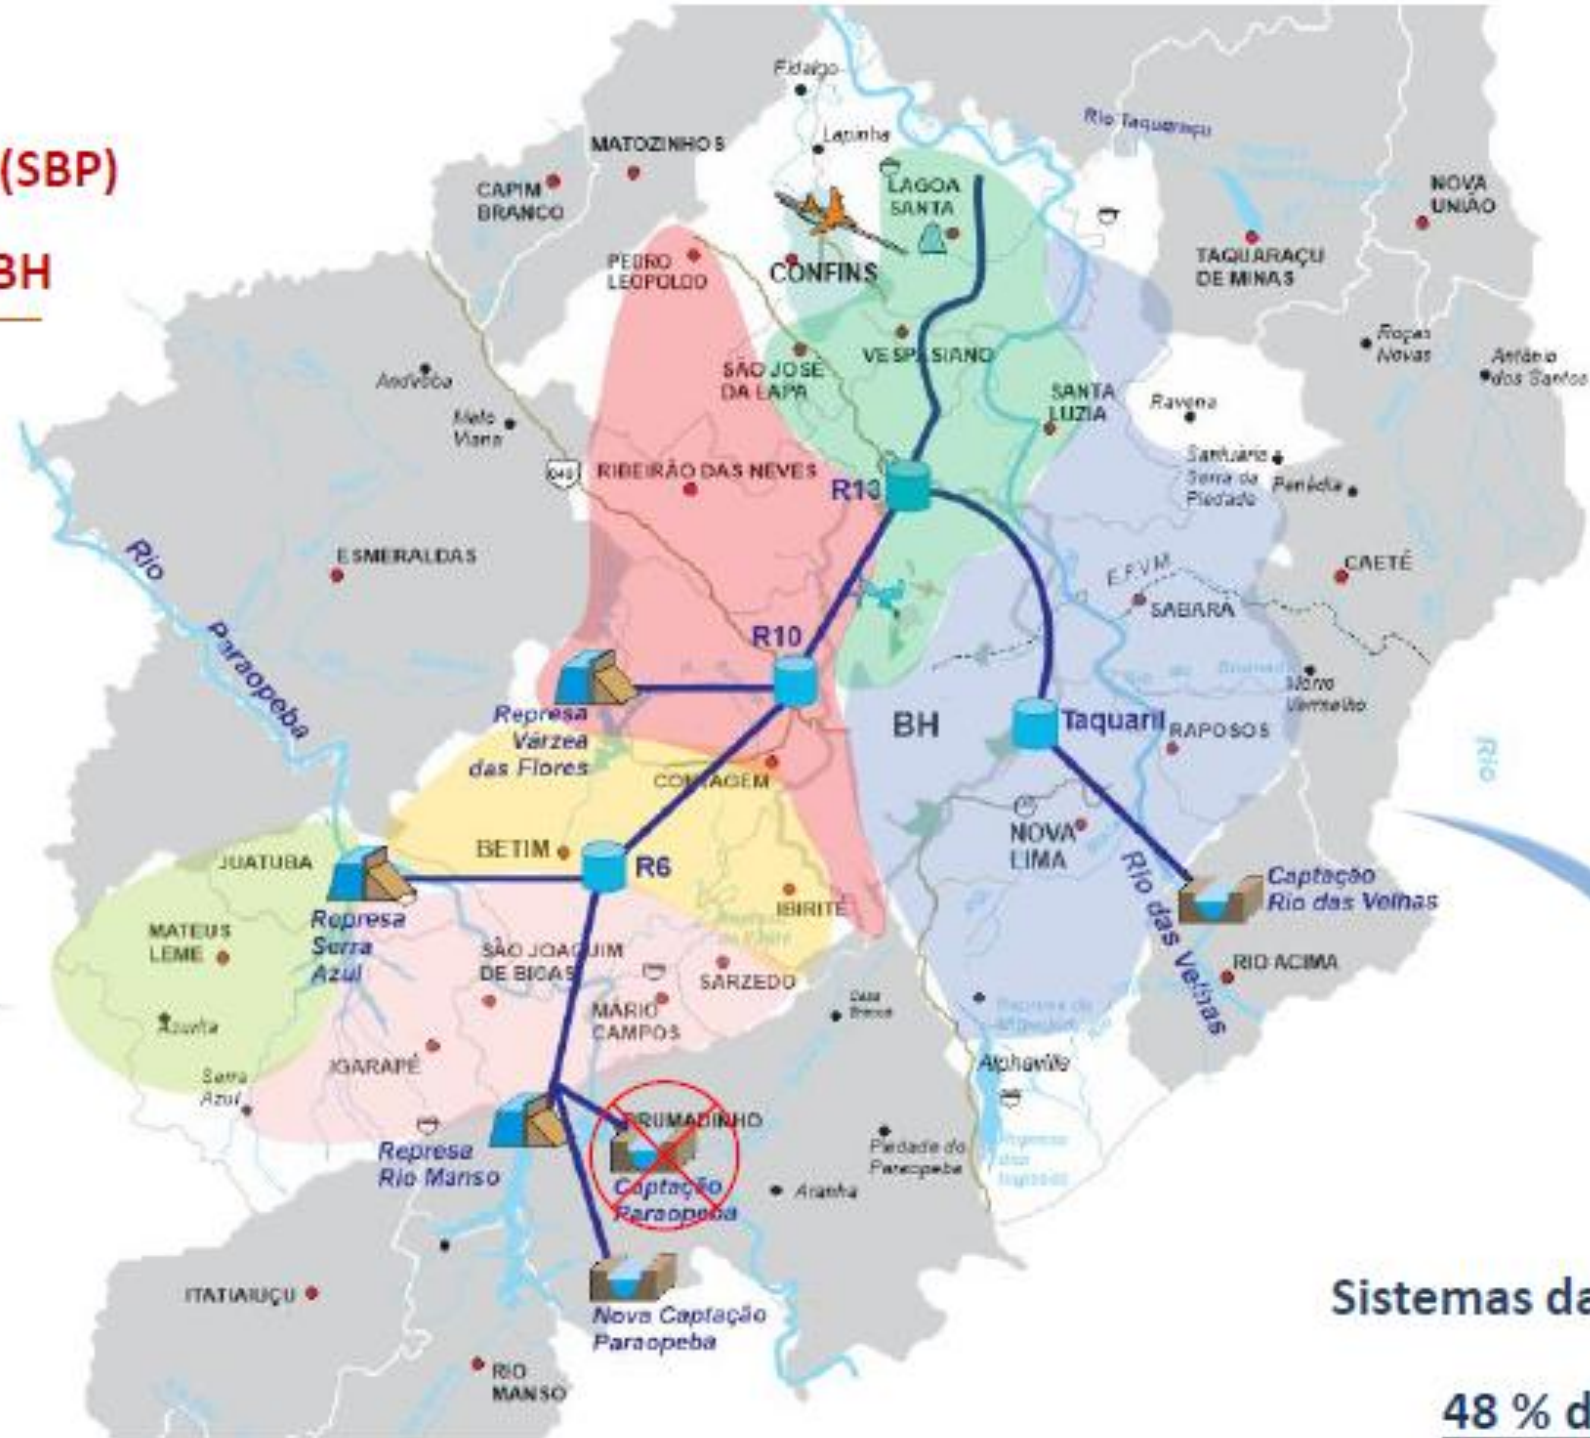 (SBP)
BH
Fidalgo
Lapinha
MATOZINHOS
CAPIM
BRANCO
LAGOA
SANTA
Rio Taquaraçu
NOVA
UNIÃO
TAQUARAÇU
DE MINAS
PEDRO
LEOPOLDO
CONFINS
Roças
Novas
Antônio
dos Santos
VESPASIANO
SÃO JOSÉ
DA LAPA
SANTA
LUZIA
Ravena
Melo
Viana
040
RIBEIRÃO DAS NEVES
R13
Santuário
Serra da
Piedade
Penédia
ESMERALDAS
Rio
Paraopeba
E.F.V.M
CAETÉ
SABARÁ
R10
Morro
Vermelho
Represa
Várzea
das Flores
BH
Taquaril
RAPOSOS
Rio
CONTAGEM
JUATUBA
BETIM
R6
NOVA
LIMA
IBIRITÉ
Captação
Rio das Velhas
Rio das Velhas
Represa
Serra
Azul
MATEUS
LEME
SÃO JOAQUIM
DE BICAS
SARZEDO
RIO ACIMA
MÁRIO
CAMPOS
Azurita
IGARAPÉ
Serra
Azul
Alphaville
BRUMADINHO
Represa
Rio Manso
Piedade do
Paraopeba
Captação
Paraopeba
Aranha
ITATIAIUÇU
Nova Captação
Paraopeba
RIO
MANSO
Sistemas da
48 % d